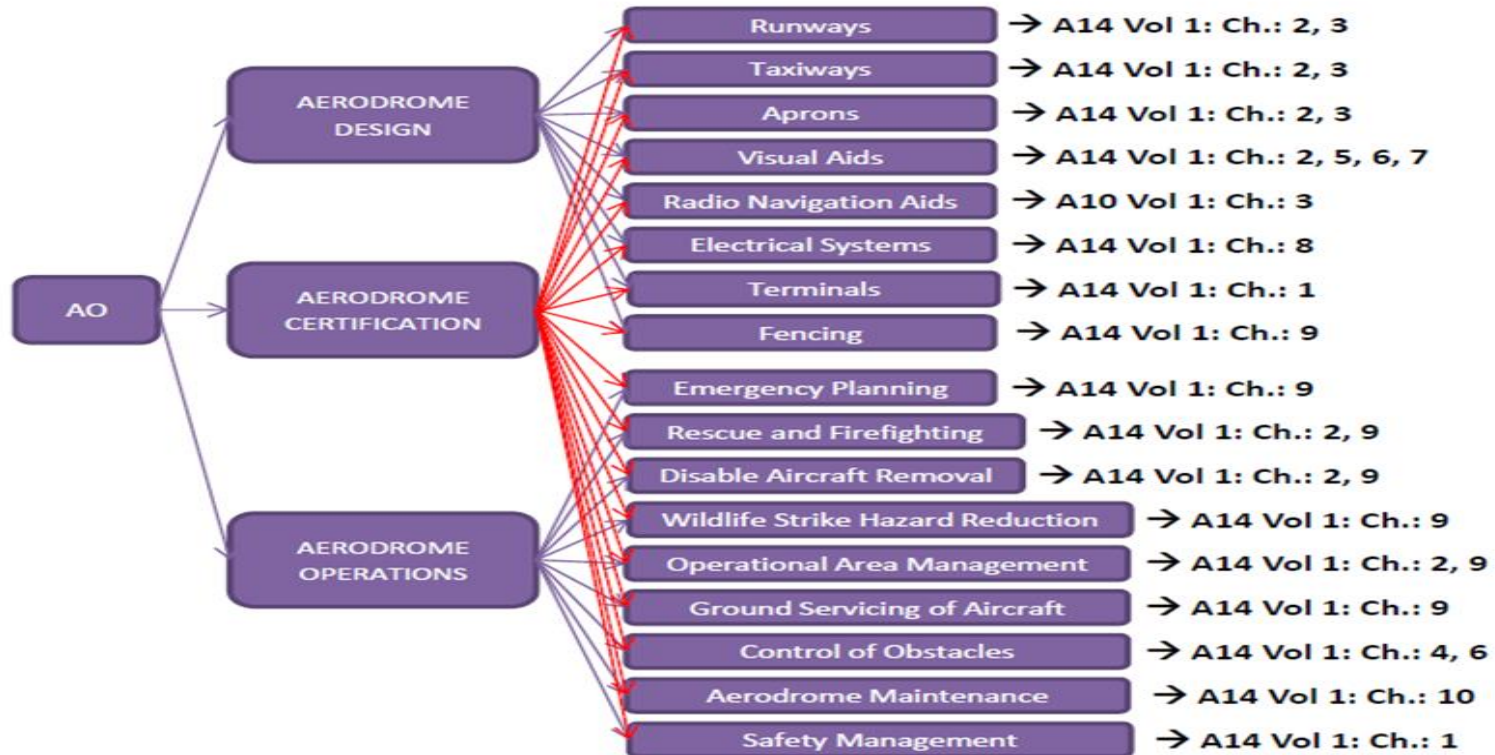 AO
AERODROME
DESIGN
AERODROME
CERTIFICATION
AERODROME
OPERATIONS
Runways → A14 Vol 1: Ch.: 2, 3
Taxiways → A14 Vol 1: Ch.: 2, 3
Aprons → A14 Vol 1: Ch.: 2, 3
Visual Aids → A14 Vol 1: Ch.: 2, 5, 6, 7
Radio Navigation Aids → A10 Vol 1: Ch.: 3
Electrical Systems → A14 Vol 1: Ch.: 8
Terminals → A14 Vol 1: Ch.: 1
Fencing → A14 Vol 1: Ch.: 9
Emergency Planning → A14 Vol 1: Ch.: 9
Rescue and Firefighting → A14 Vol 1: Ch.: 2, 9
Disable Aircraft Removal → A14 Vol 1: Ch.: 2, 9
Wildlife Strike Hazard Reduction → A14 Vol 1: Ch.: 9
Operational Area Management → A14 Vol 1: Ch.: 2, 9
Ground Servicing of Aircraft → A14 Vol 1: Ch.: 9
Control of Obstacles → A14 Vol 1: Ch.: 4, 6
Aerodrome Maintenance → A14 Vol 1: Ch.: 10
Safety Management → A14 Vol 1: Ch.: 1